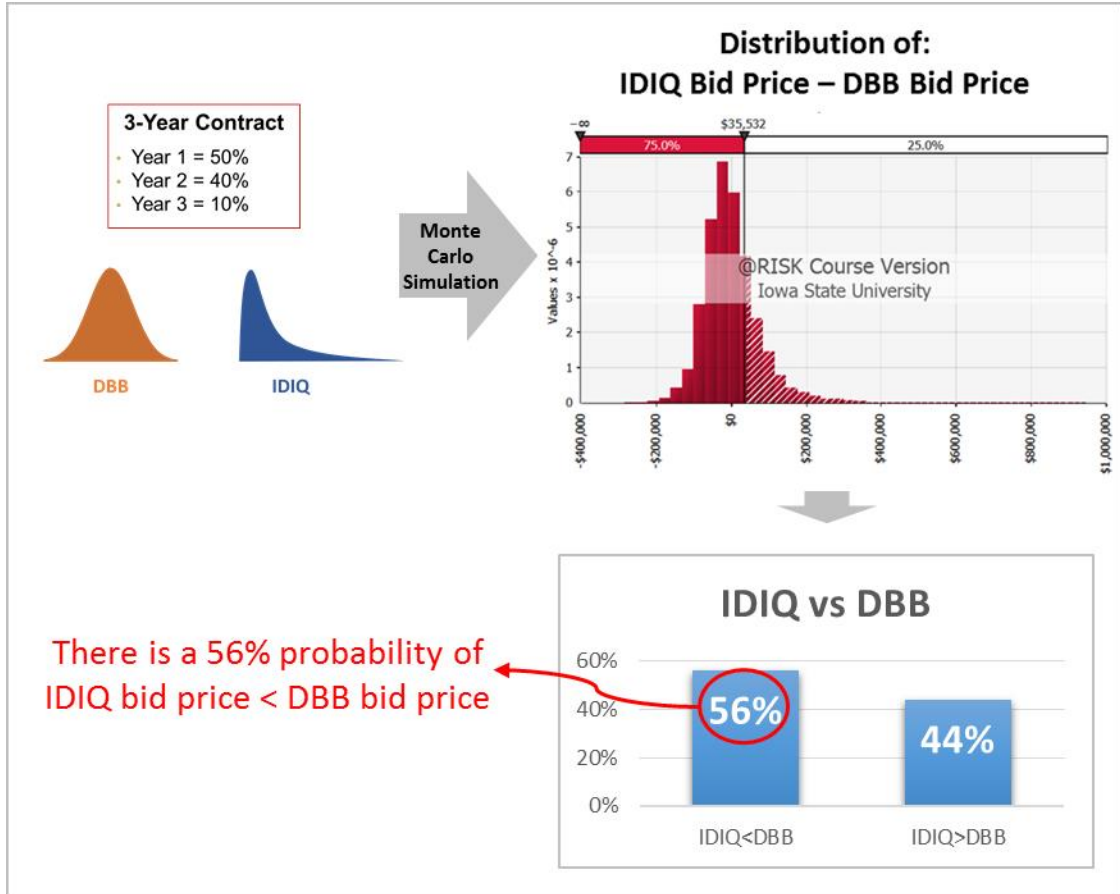 3-Year Contract
· Year 1 = 50%
· Year 2 = 40%
· Year 3 = 10%
DBB
IDIQ
Monte
Carlo
Simulation
Distribution of:
IDIQ Bid Price – DBB Bid Price
−∞
$35,532
75.0%
25.0%
Values x 10^-6
7
6
5
4
3
2
1
0
@RISK Course Version
Iowa State University
-$400,000
-$200,000
$0
$200,000
$400,000
$600,000
$800,000
$1,000,000
There is a 56% probability of
IDIQ bid price < DBB bid price
IDIQ vs DBB
60%
40%
20%
0%
56%
44%
IDIQ<DBB
IDIQ>DBB